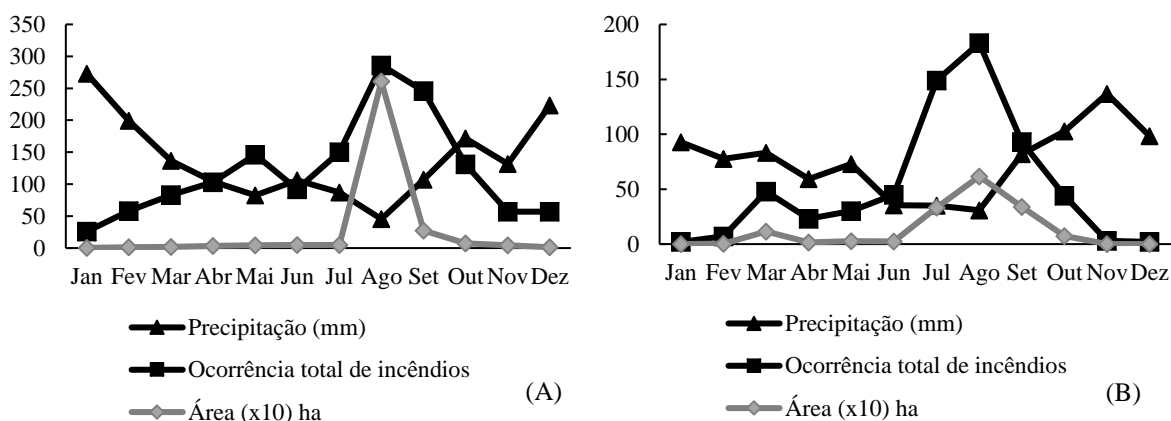 350
300
250
200
150
100
50
0
Jan Fev Mar Abr Mai Jun Jul Ago Set Out Nov Dez
Precipitação (mm)
Ocorrência total de incêndios
Área (x10) ha
(A)
200
150
100
50
0
Jan Fev Mar Abr Mai Jun Jul Ago Set Out Nov Dez
Precipitação (mm)
Ocorrência total de incêndios
Área (x10) ha
(B)